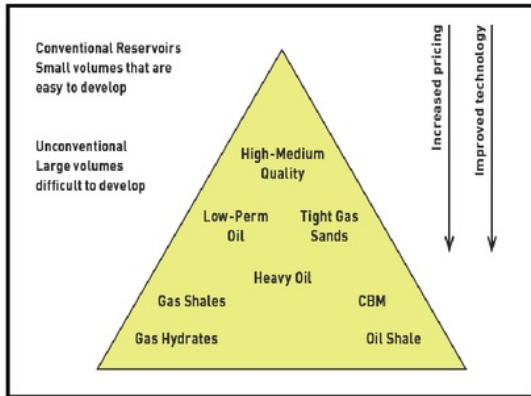 Conventional Reservoirs
Small volumes that are
easy to develop
Unconventional
Large volumes
difficult to develop
High-Medium
Quality
Low-Perm
Oil
Tight Gas
Sands
Heavy Oil
Gas Shales
CBM
Gas Hydrates
Oil Shale
Increased pricing
Improved technology